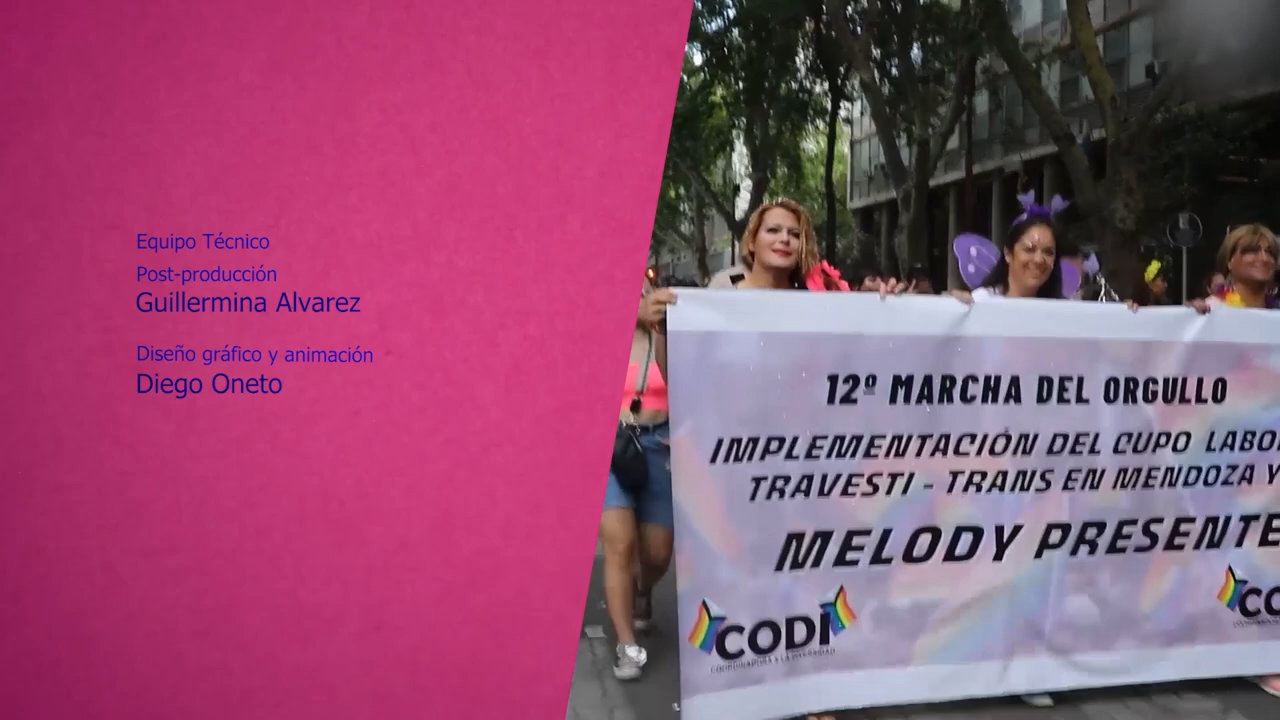 Equipo Técnico
Post-producción
Guillermina Alvarez
Diseño gráfico y animación
Diego Oneto
12º MARCHA DEL ORGULLO
IMPLEMENTACIÓN DEL CUPO LABO
TRAVESTI - TRANS EN MENDOZA Y
MELODY PRESENTE
CODI
CO